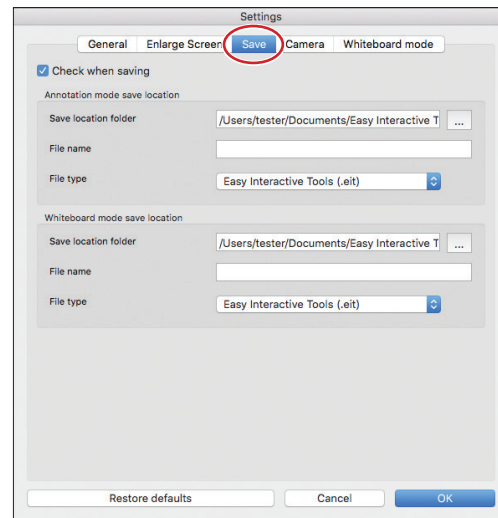 Settings
General Enlarge Screen Save Camera Whiteboard mode
Check when saving
Annotation mode save location
Save location folder /Users/tester/Documents/Easy Interactive T ...
File name
File type Easy Interactive Tools (.eit)
Whiteboard mode save location
Save location folder /Users/tester/Documents/Easy Interactive T ...
File name
File type Easy Interactive Tools (.eit)
Restore defaults Cancel OK